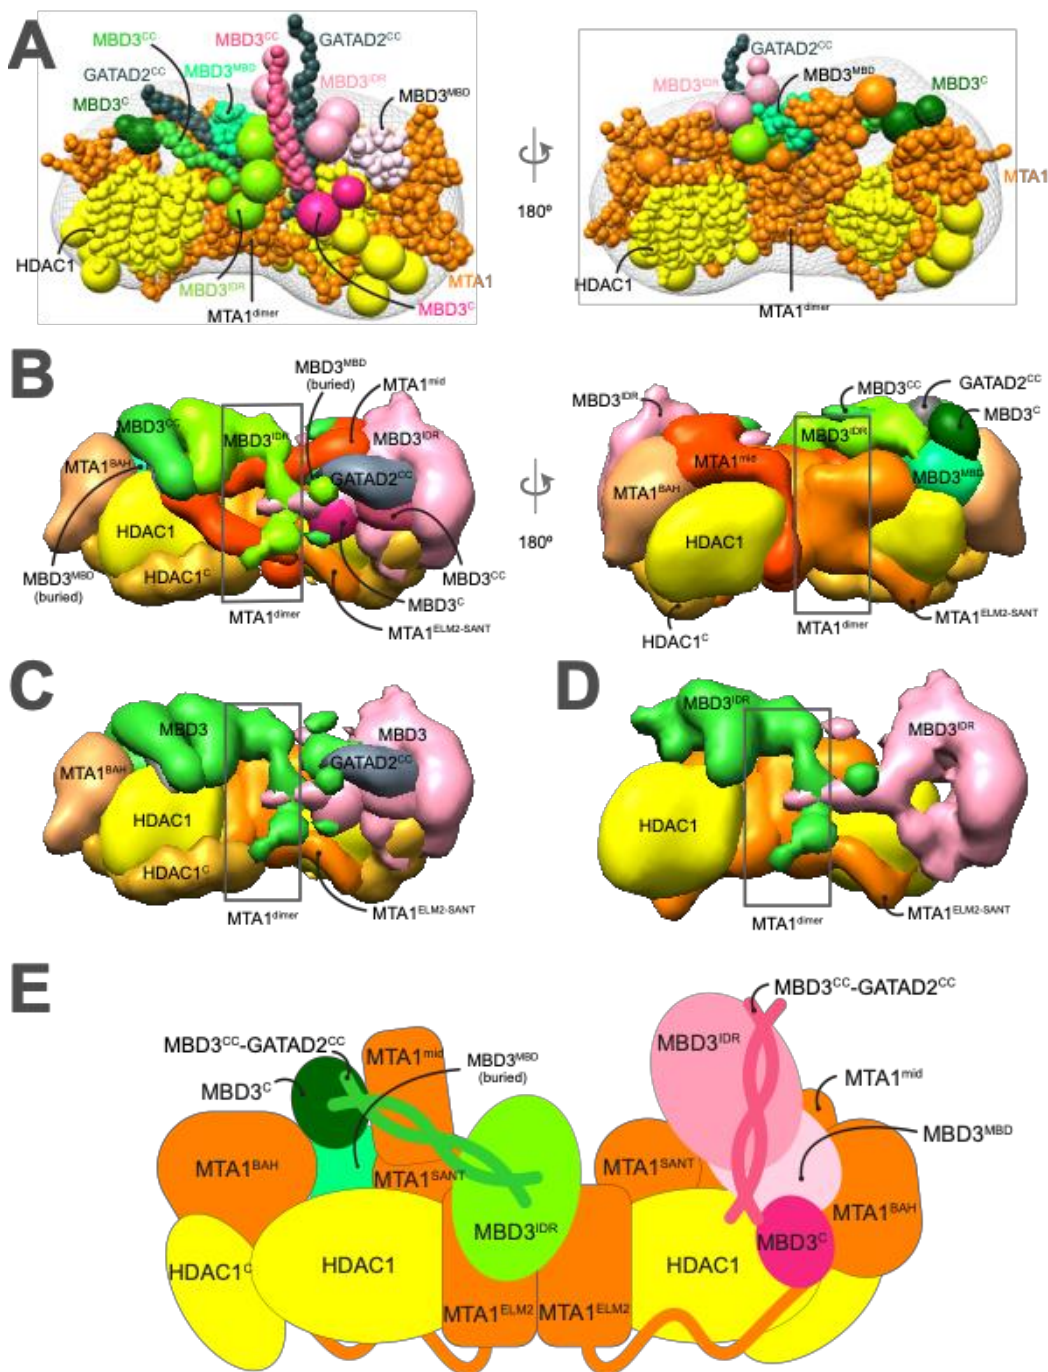 A
MBD3CC
MBD3CC
GATAD2CC
GATAD2CC
MBD3MBD
MBD3IDR
MBD3MBD
MBD3C
HDAC1
MBD3IDR
MTA1dimer
MTA1
MBD3C
180º
GATAD2CC
MBD3IDR
MBD3MBD
MBD3C
MTA1
HDAC1
MTA1dimer
B
MBD3MBD
(buried)
MTA1mid
MBD3CC
MBD3IDR
MBD3IDR
MTA1BAH
GATAD2CC
HDAC1
HDAC1C
MBD3MBD
(buried)
MBD3CC
MBD3C
MTA1dimer
MTA1ELM2-SANT
180º
MBD3IDR
MBD3CC
GATAD2CC
MBD3C
MBD3IDR
MTA1mid
MBD3MBD
MTA1BAH
HDAC1
HDAC1C
MTA1dimer
MTA1ELM2-SANT
C
MBD3
MBD3
MTA1BAH
GATAD2CC
HDAC1
HDAC1C
MTA1dimer
MTA1ELM2-SANT
D
MBD3IDR
MBD3IDR
HDAC1
MTA1dimer
MTA1ELM2-SANT
E
MBD3CC-GATAD2CC
MBD3CC-GATAD2CC
MTA1mid
MBD3MBD
(buried)
MBD3IDR
MBD3C
MTA1mid
MBD3MBD
MTA1BAH
MTA1SANT
MTA1SANT
MTA1BAH
MBD3IDR
MBD3C
HDAC1C
HDAC1
HDAC1
MTA1ELM2
MTA1ELM2